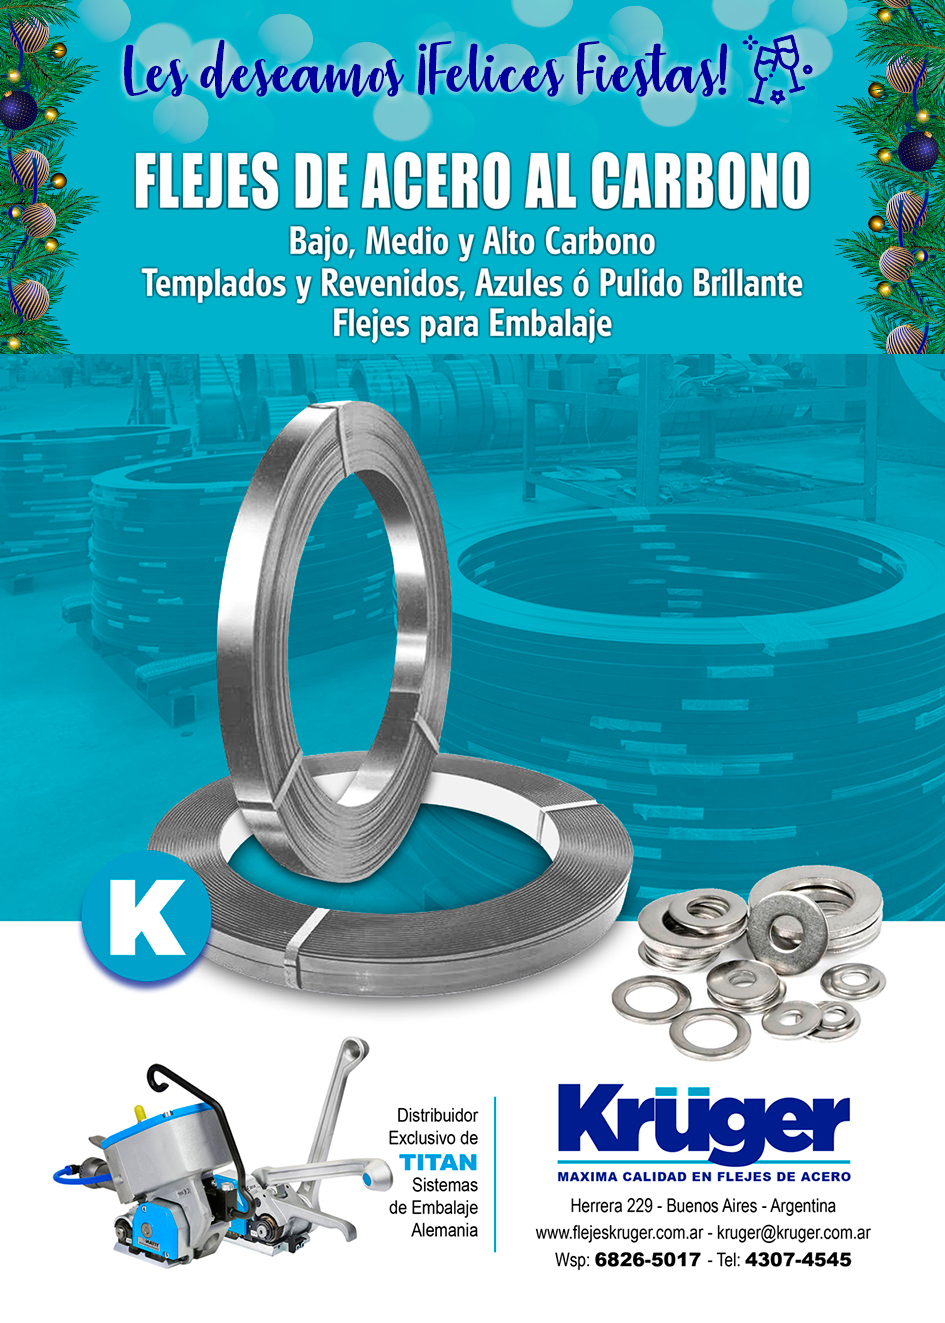 Les deseamos ¡Felices Fiestas!
FLEJES DE ACERO AL CARBONO
Bajo, Medio y Alto Carbono
Templados y Revenidos, Azules ó Pulido Brillante
Flejes para Embalaje
K
Distribuidor
Exclusivo de
TITAN
Sistemas
de Embalaje
Alemania
Krüger
MAXIMA CALIDAD EN FLEJES DE ACERO
Herrera 229 - Buenos Aires - Argentina
www.flejeskruger.com.ar - kruger@kruger.com.ar
Wsp: 6826-5017 - Tel: 4307-4545